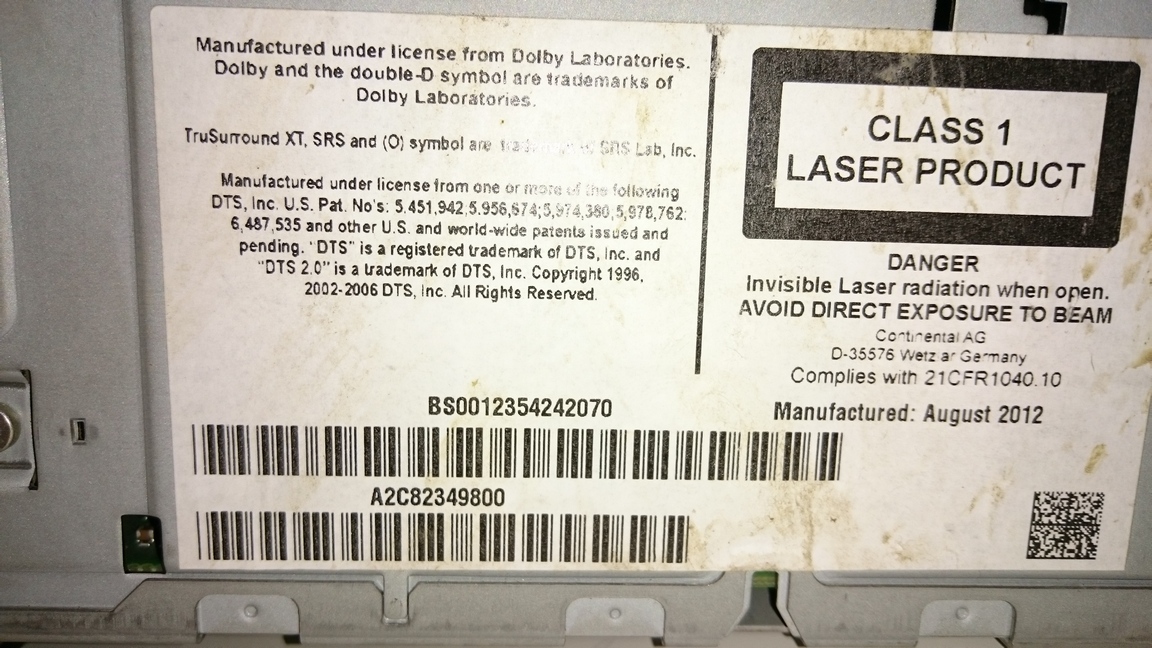 Manufactured under license from Dolby Laboratories.
Dolby and the double-D symbol are trademarks of
Dolby Laboratories.
TruSurround XT, SRS and (O) symbol are SRS Lab, Inc.
Manufactured under license from one or more of the following
DTS, Inc. U.S. Pat. No's: 5,451,942,5,956,674;5,974,380,5,978,762:
6,487,535 and other U.S. and world-wide patents issued and
pending. "DTS" is a registered trademark of DTS, Inc. and
"DTS 2.0" is a trademark of DTS, Inc. Copyright 1996,
2002-2006 DTS, Inc. All Rights Reserved.
CLASS 1
LASER PRODUCT
DANGER
Invisible Laser radiation when open.
AVOID DIRECT EXPOSURE TO BEAM
Continental AG
D-35576 Wetzlar Germany
Complies with 21CFR1040.10
Manufactured: August 2012
BS0012354242070
A2C82349800